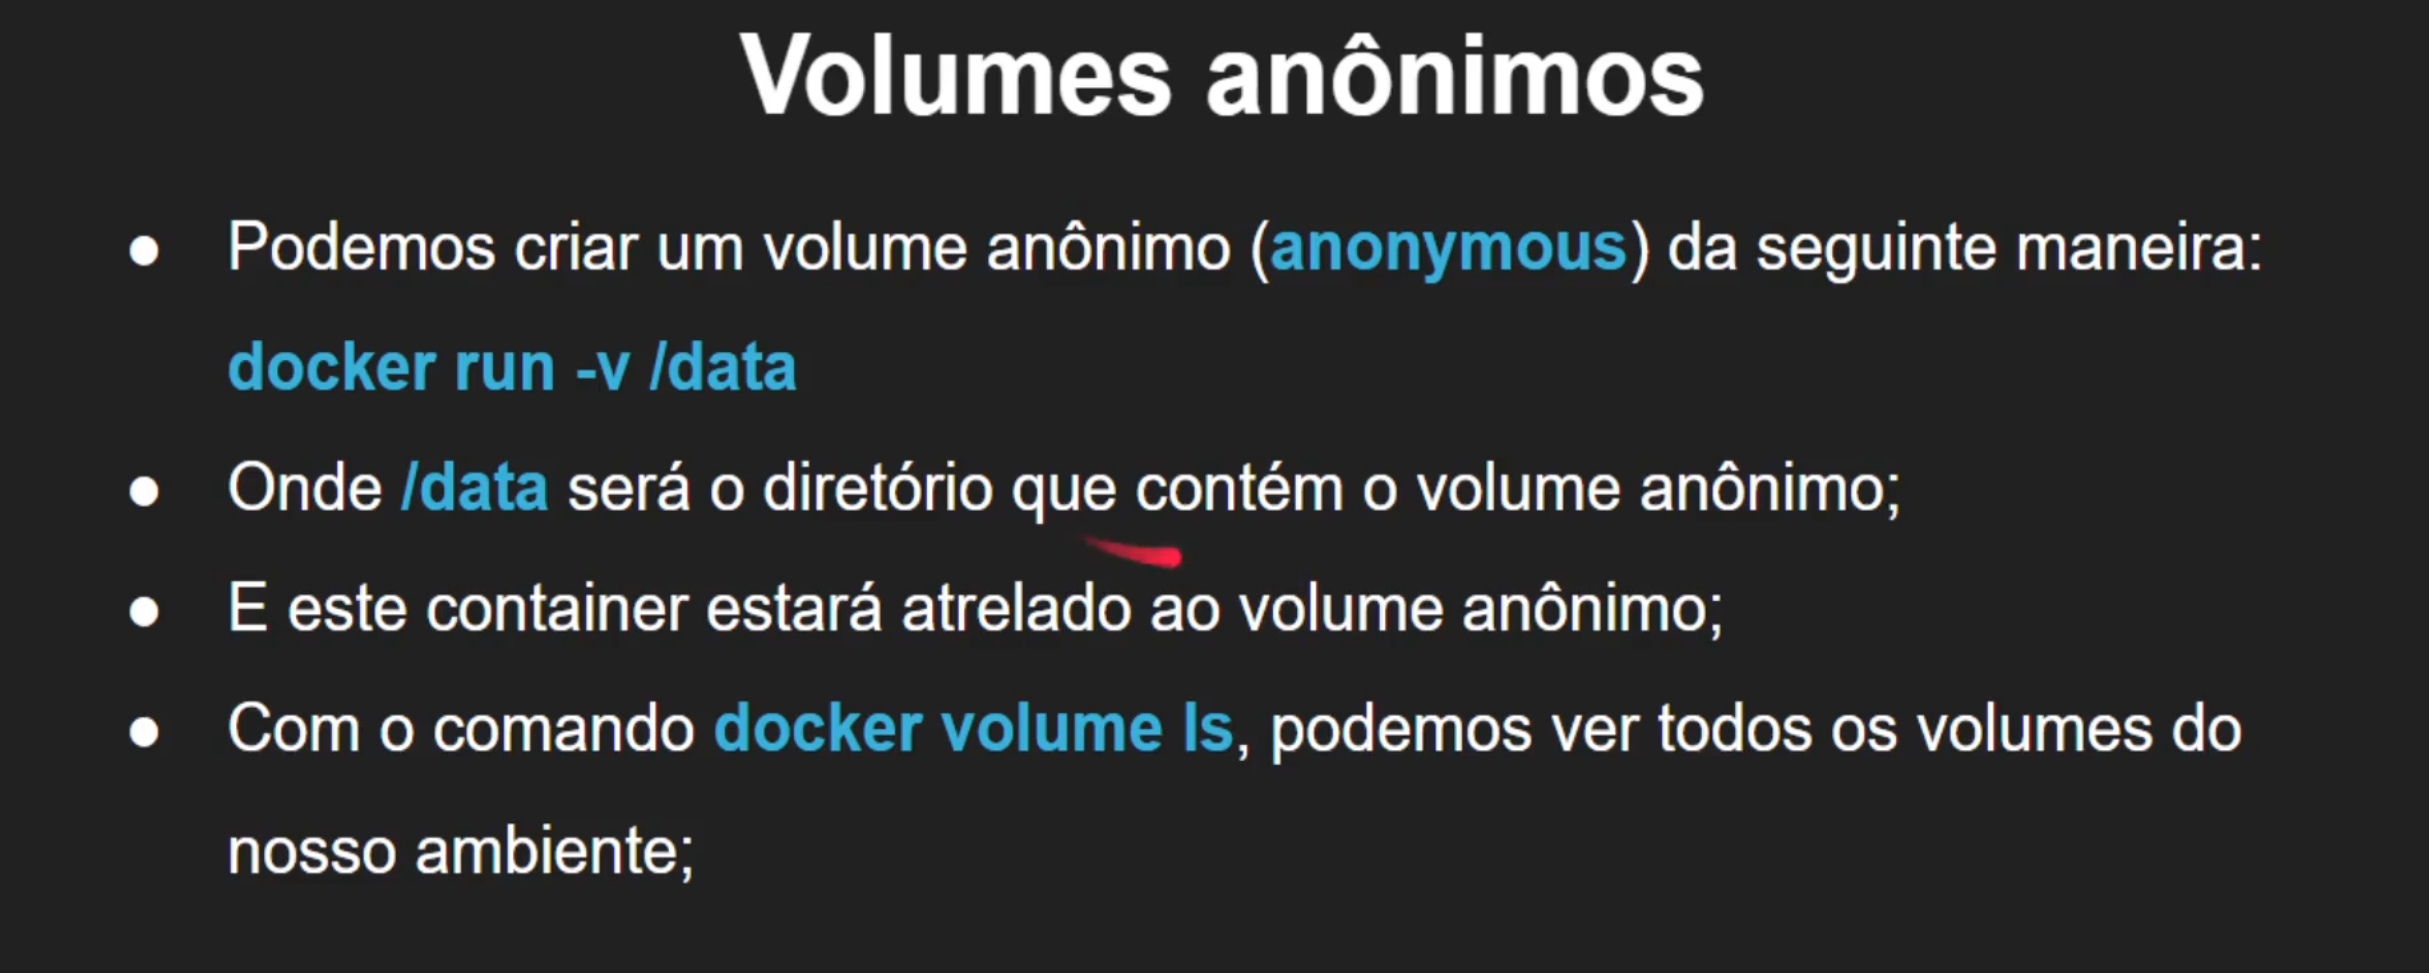 Volumes anônimos
● Podemos criar um volume anônimo (anonymous) da seguinte maneira:
docker run -v /data
● Onde /data será o diretório que contém o volume anônimo;
● E este container estará atrelado ao volume anônimo;
● Com o comando docker volume ls, podemos ver todos os volumes do
nosso ambiente;